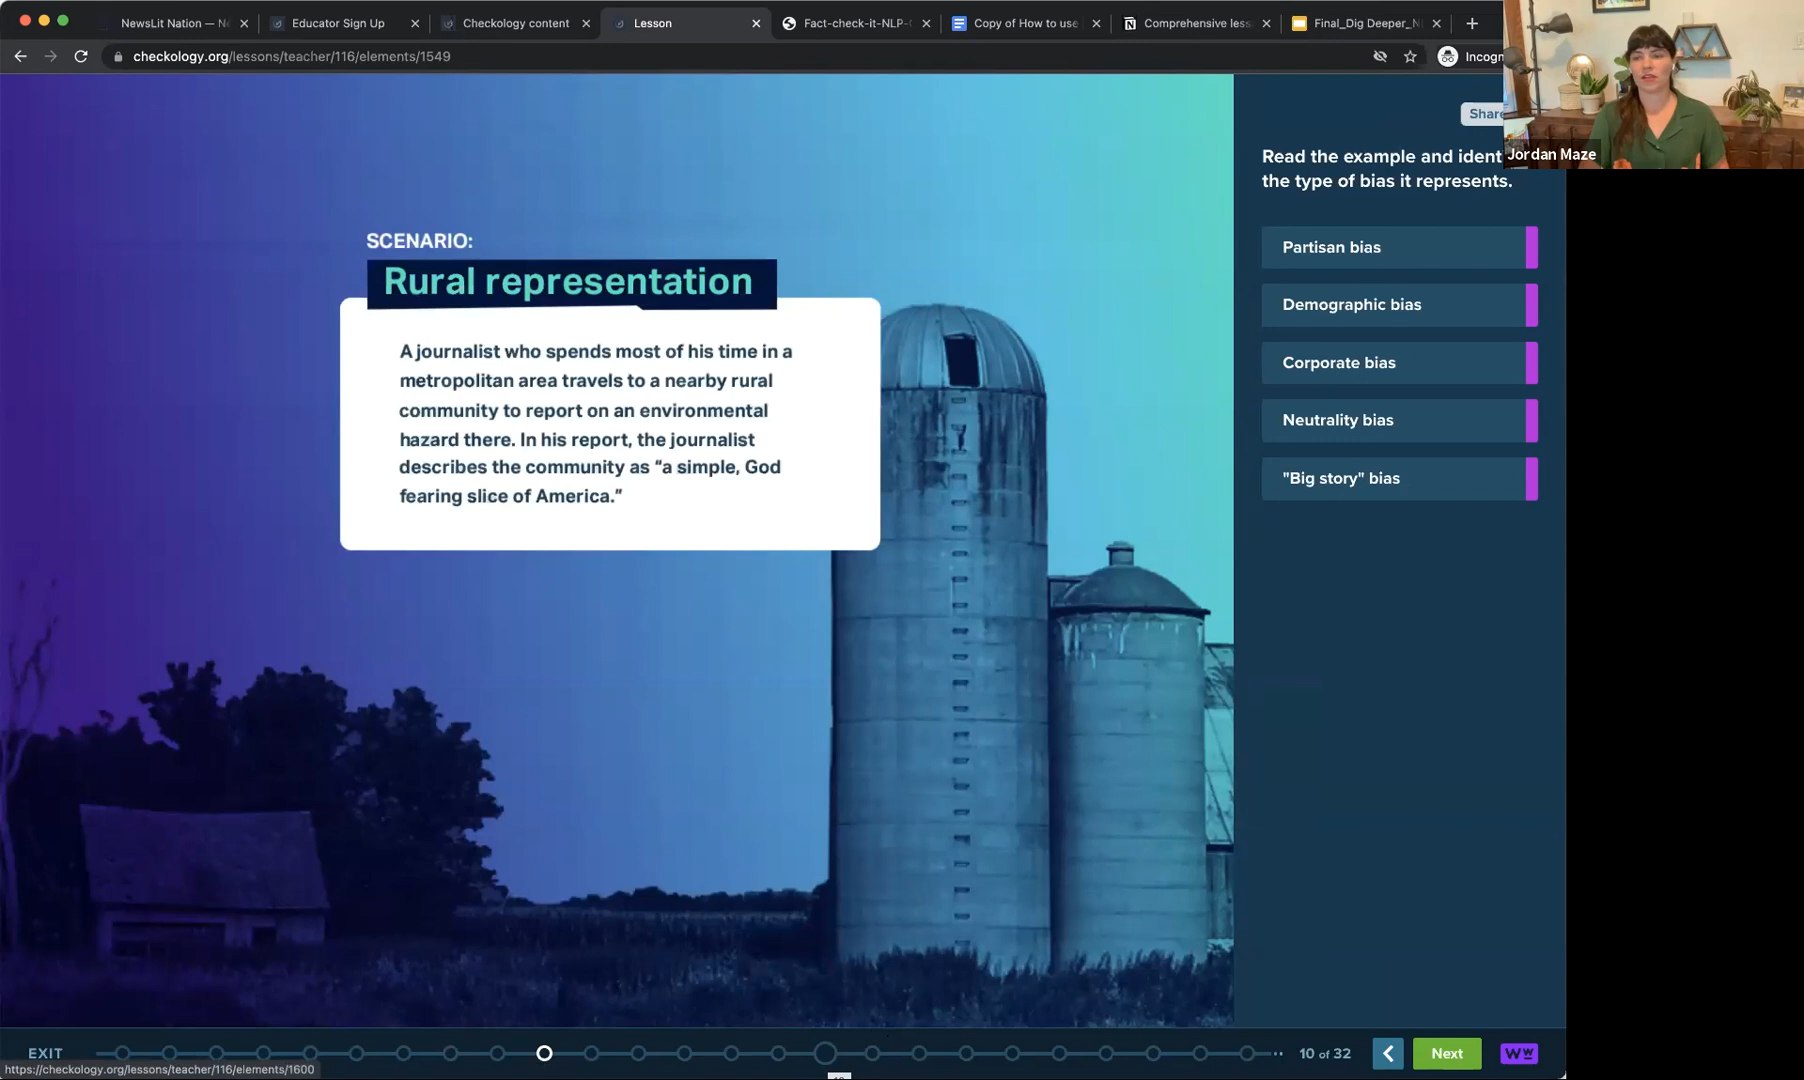 NewsLit Nation — N
Educator Sign Up
Checkology content
Lesson
Fact-check-it-NLP-
Copy of How to use
Comprehensive less
Final_Dig Deeper_N
checkology.org/lessons/teacher/116/elements/1549
Incogn
Jordan Maze
Share
Read the example and ident
the type of bias it represents.
SCENARIO:
Rural representation
A journalist who spends most of his time in a
metropolitan area travels to a nearby rural
community to report on an environmental
hazard there. In his report, the journalist
describes the community as “a simple, God
fearing slice of America.”
Partisan bias
Demographic bias
Corporate bias
Neutrality bias
"Big story" bias
EXIT
10 of 32
Next
https://checkology.org/lessons/teacher/116/elements/1600